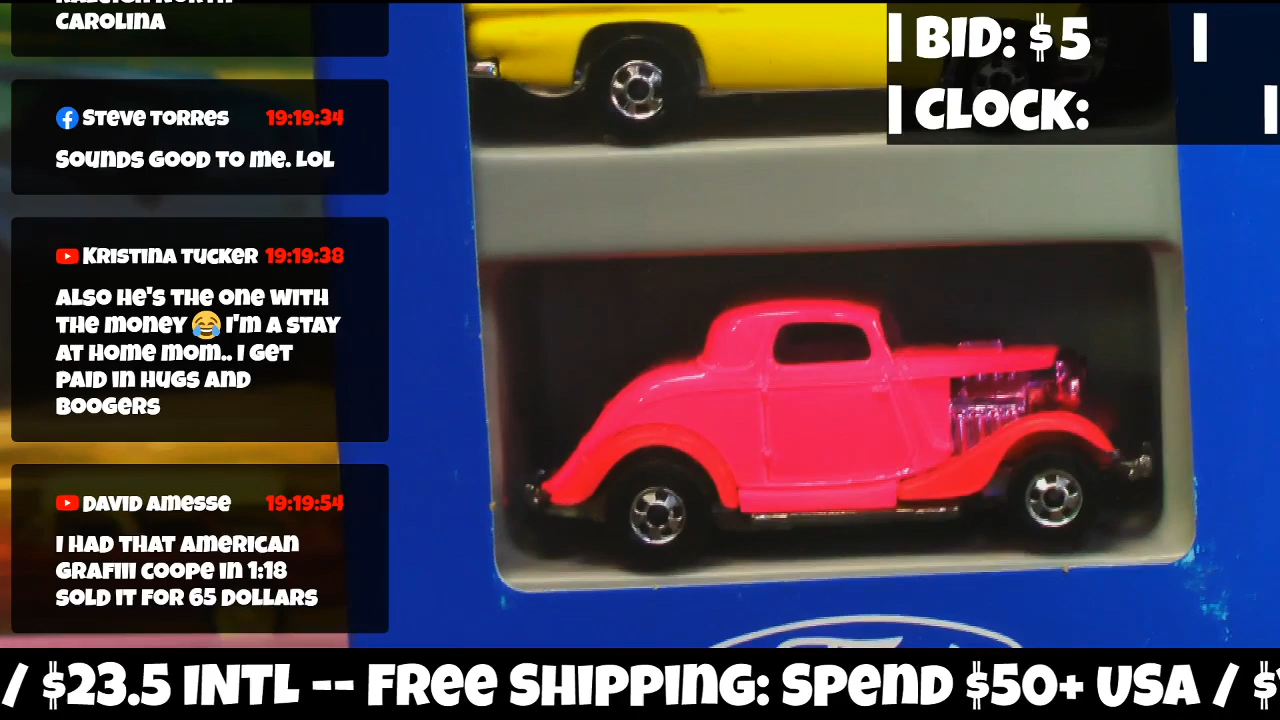 CAROLINA
STEVE TORRES 19:19:34
SOUNDS GOOD TO ME. LOL
KRISTINA TUCKER 19:19:38
ALSO HE'S THE ONE WITH
THE MONEY 😂 I'M A STAY
AT HOME MOM.. I GET
PAID IN HUGS AND
BOOGERS
DAVID AMESSE 19:19:54
I HAD THAT AMERICAN
GRAFIII COOPE IN 1:18
SOLD IT FOR 65 DOLLARS
| BID: $5 |
| CLOCK: |
/ $23.5 INTL -- FREE SHIPPING: SPEND $50+ USA / $